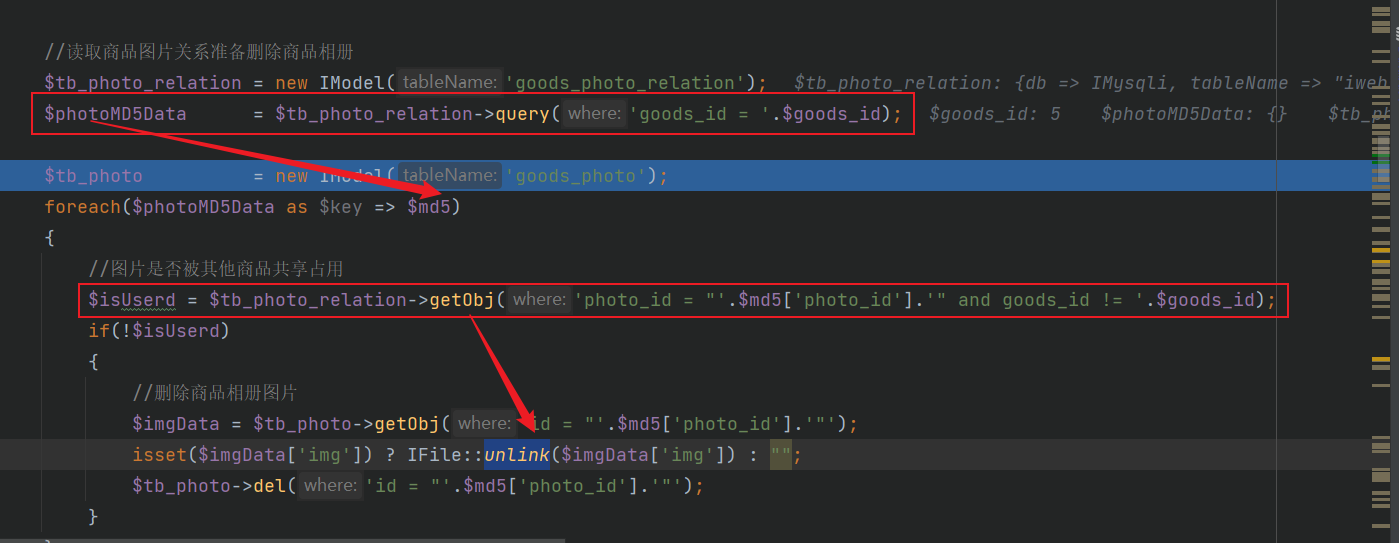 //读取商品图片关系准备删除商品相册
$tb_photo_relation = new IModel( tableName: 'goods_photo_relation'); $tb_photo_relation: {db => IMysqli, tableName => "iweb
$photoMD5Data = $tb_photo_relation->query( where: 'goods_id = '.$goods_id); $goods_id: 5 $photoMD5Data: {} $tb_ph
$tb_photo = new IModel( tableName: 'goods_photo');
foreach($photoMD5Data as $key => $md5)
{
//图片是否被其他商品共享占用
$isUserd = $tb_photo_relation->getObj( where: 'photo_id = "'.$md5['photo_id'].'" and goods_id != '.$goods_id);
if(!$isUserd)
{
//删除商品相册图片
$imgData = $tb_photo->getObj( where: 'id = "'.$md5['photo_id'].'"');
isset($imgData['img']) ? IFile::unlink($imgData['img']) : "";
$tb_photo->del( where: 'id = "'.$md5['photo_id'].'"');
}